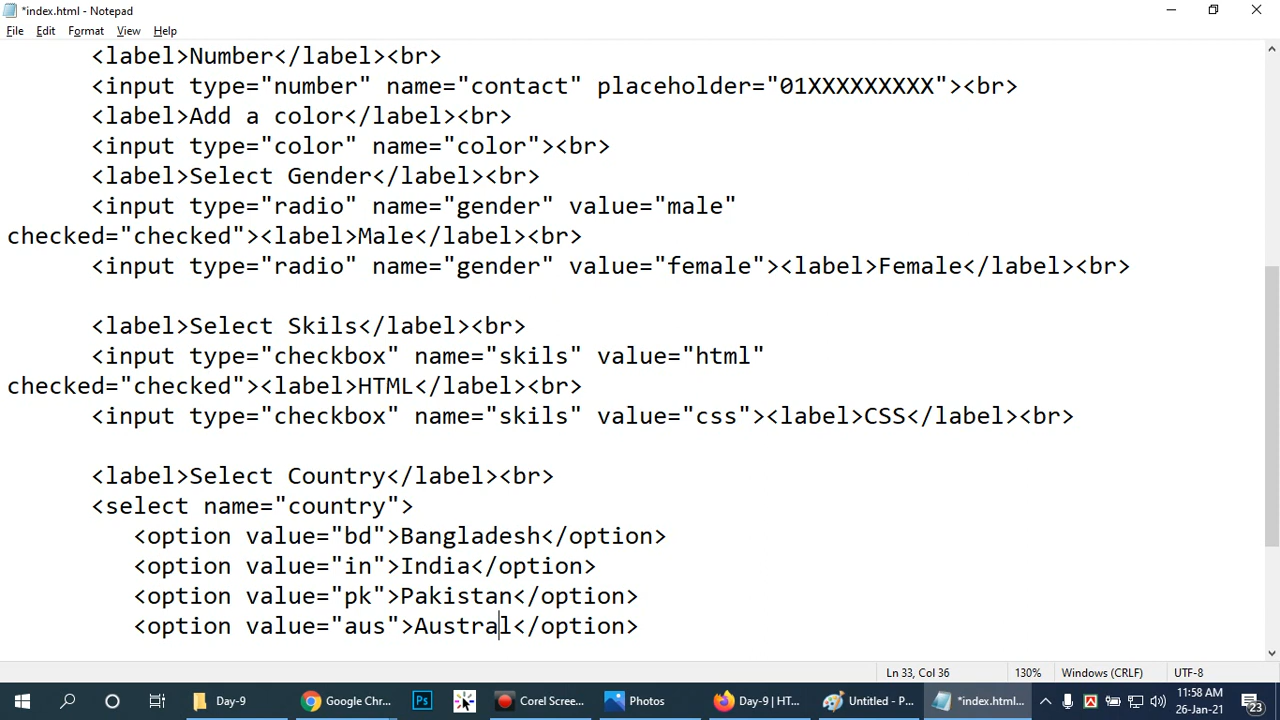 *index.html - Notepad
File Edit Format View Help
<label>Number</label><br>
<input type="number" name="contact" placeholder="01XXXXXXXXX"><br>
<label>Add a color</label><br>
<input type="color" name="color"><br>
<label>Select Gender</label><br>
<input type="radio" name="gender" value="male"
checked="checked"><label>Male</label><br>
<input type="radio" name="gender" value="female"><label>Female</label><br>
<label>Select Skils</label><br>
<input type="checkbox" name="skils" value="html"
checked="checked"><label>HTML</label><br>
<input type="checkbox" name="skils" value="css"><label>CSS</label><br>
<label>Select Country</label><br>
<select name="country">
<option value="bd">Bangladesh</option>
<option value="in">India</option>
<option value="pk">Pakistan</option>
<option value="aus">Austral</option>
Ln 33, Col 36 130% Windows (CRLF) UTF-8
Day-9 Google Chr... Ps Corel Scree... Photos Day-9 | HT... Untitled - P... *index.html... 11:58 AM
26-Jan-21 23